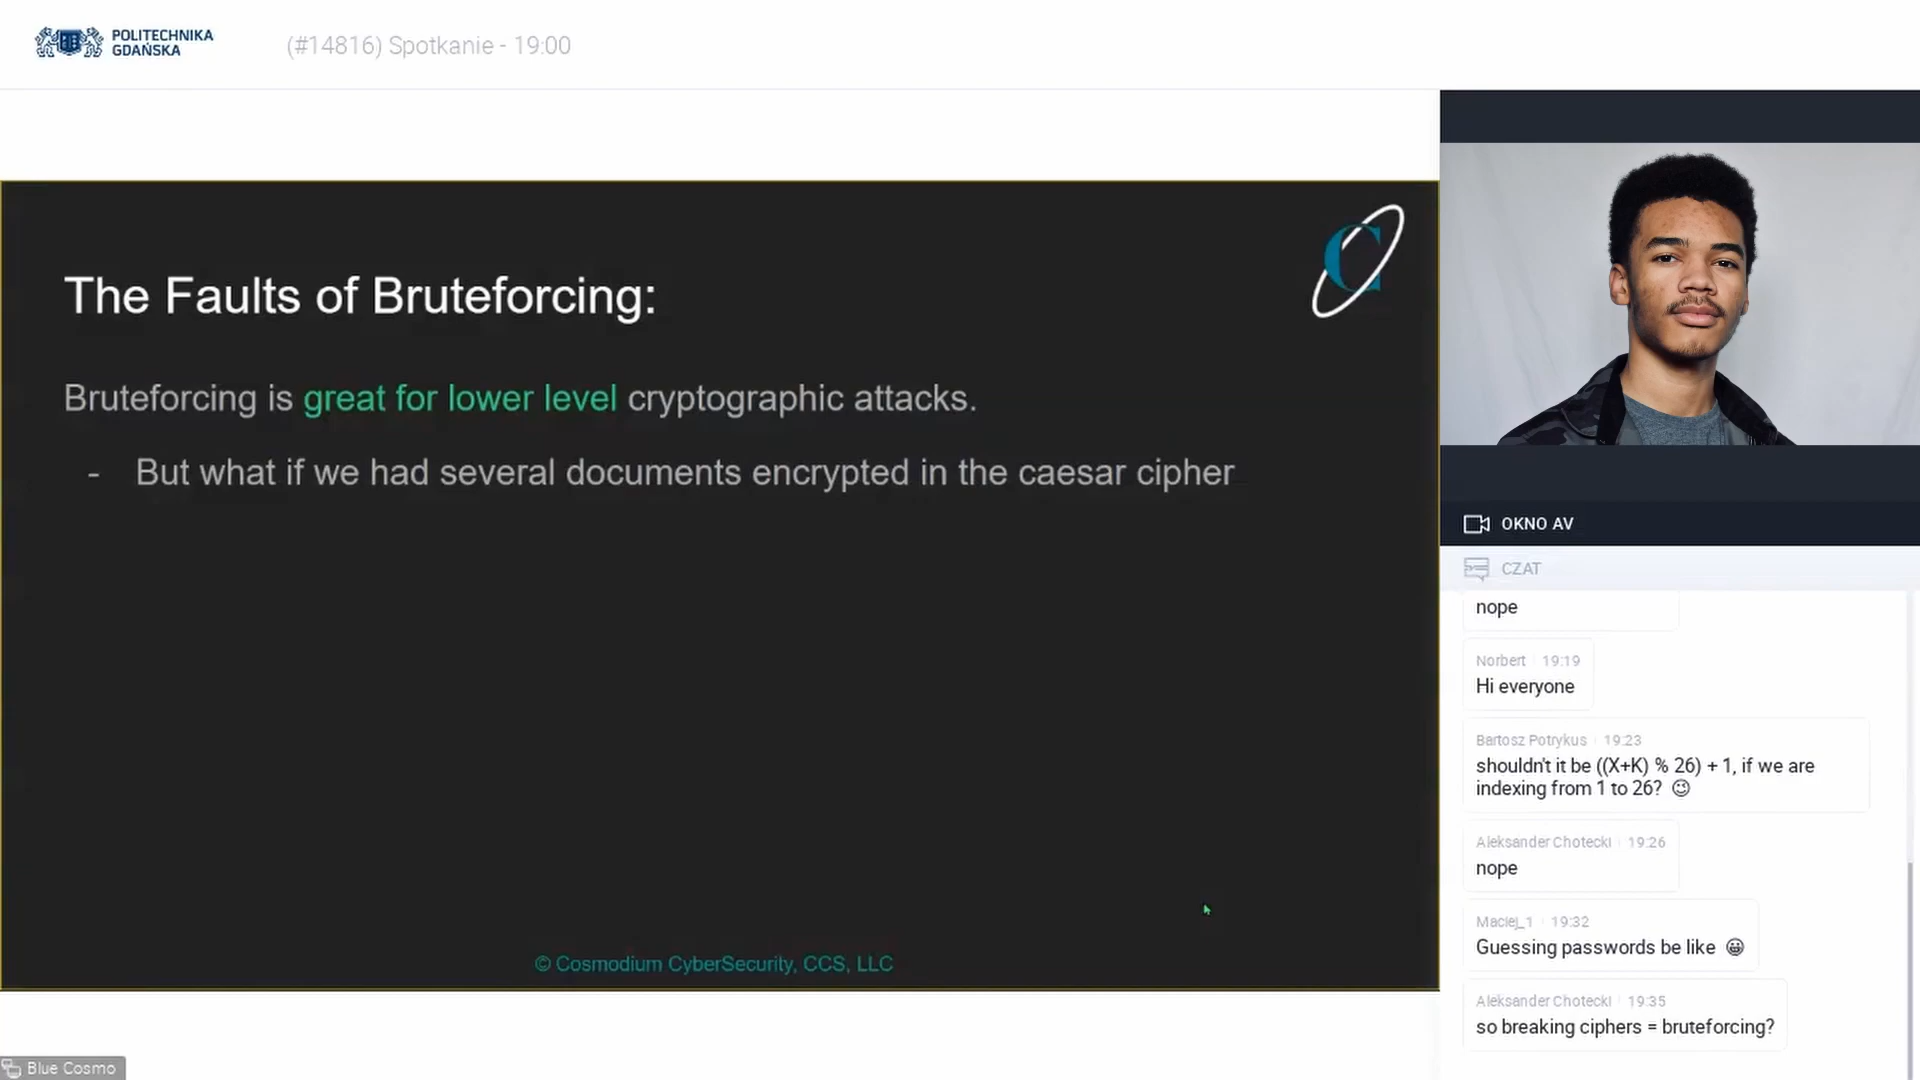 POLITECHNIKA
GDAŃSKA
(#14816) Spotkanie - 19:00
The Faults of Bruteforcing:
Bruteforcing is great for lower level cryptographic attacks.
- But what if we had several documents encrypted in the caesar cipher
© Cosmodium CyberSecurity, CCS, LLC
Blue Cosmo
OKNO AV
CZAT
nope
Norbert 19:19
Hi everyone
Bartosz Potrykus 19:23
shouldn't it be ((X+K) % 26) + 1, if we are
indexing from 1 to 26? 😉
Aleksander Chotecki 19:26
nope
Maciej_1 19:32
Guessing passwords be like 😀
Aleksander Chotecki 19:35
so breaking ciphers = bruteforcing?